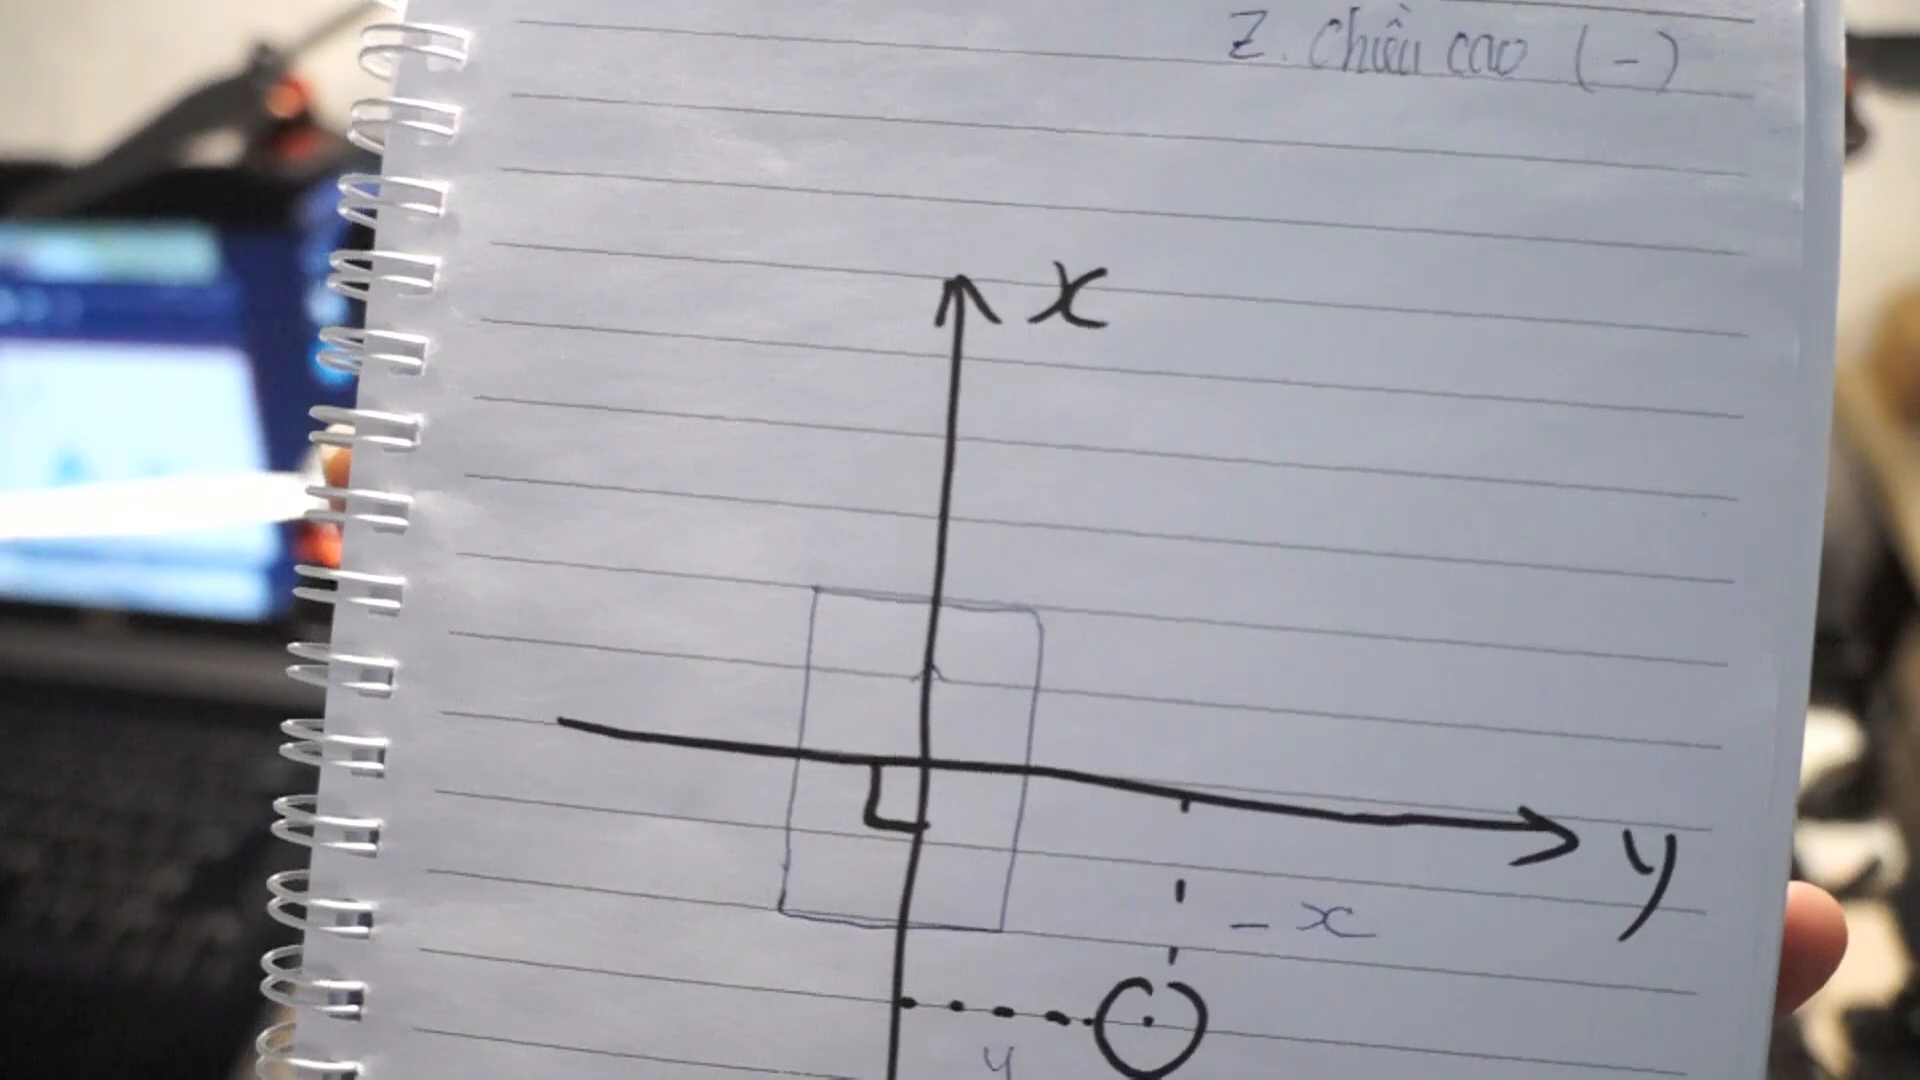 Z. Chiều cao (-)
x
y
- x
y